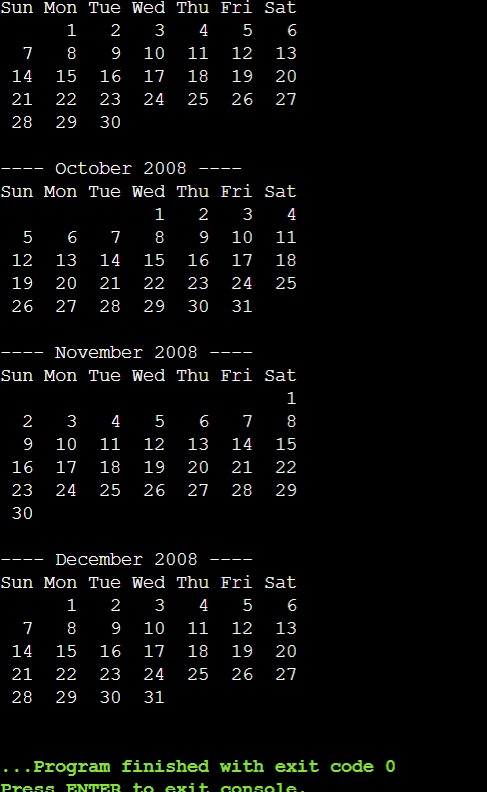 Sun Mon Tue Wed Thu Fri Sat
1 2 3 4 5 6
7 8 9 10 11 12 13
14 15 16 17 18 19 20
21 22 23 24 25 26 27
28 29 30
---- October 2008 ----
Sun Mon Tue Wed Thu Fri Sat
1 2 3 4
5 6 7 8 9 10 11
12 13 14 15 16 17 18
19 20 21 22 23 24 25
26 27 28 29 30 31
---- November 2008 ----
Sun Mon Tue Wed Thu Fri Sat
1
2 3 4 5 6 7 8
9 10 11 12 13 14 15
16 17 18 19 20 21 22
23 24 25 26 27 28 29
30
---- December 2008 ----
Sun Mon Tue Wed Thu Fri Sat
1 2 3 4 5 6
7 8 9 10 11 12 13
14 15 16 17 18 19 20
21 22 23 24 25 26 27
28 29 30 31
...Program finished with exit code 0
Press ENTER to exit console.